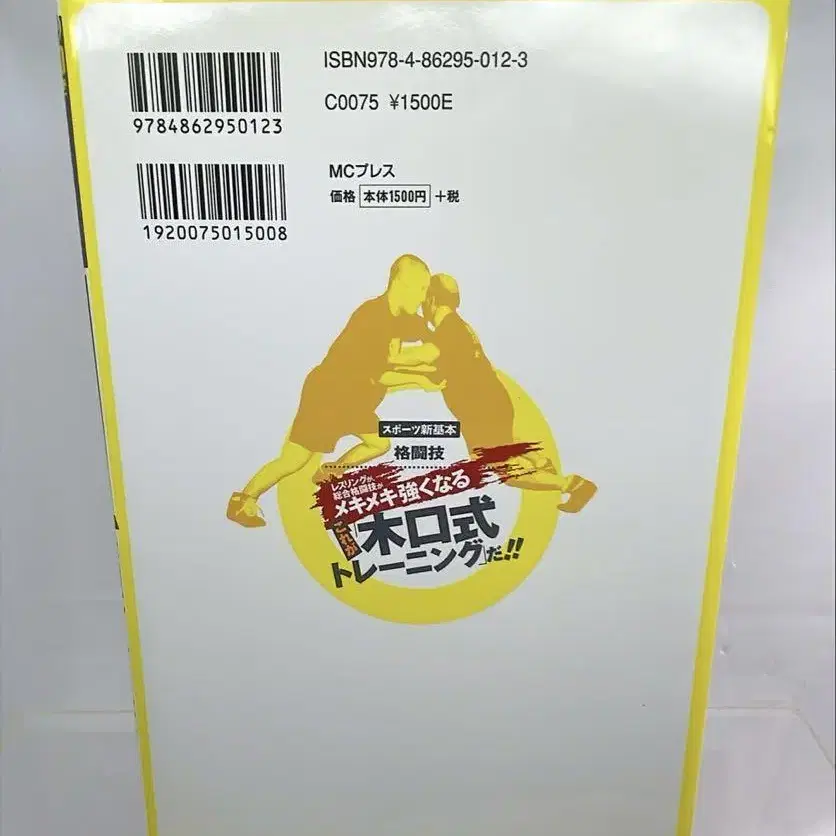 ISBN978-4-86295-012-3
9784862950123
C0075 ¥1500E
1920075015008
MCプレス
価格 本体1500円 +税
スポーツ新基本
格闘技
レスリングが、
総合格闘技が
メキメキ強くなる
これが
「木口式
トレーニング」だ!!